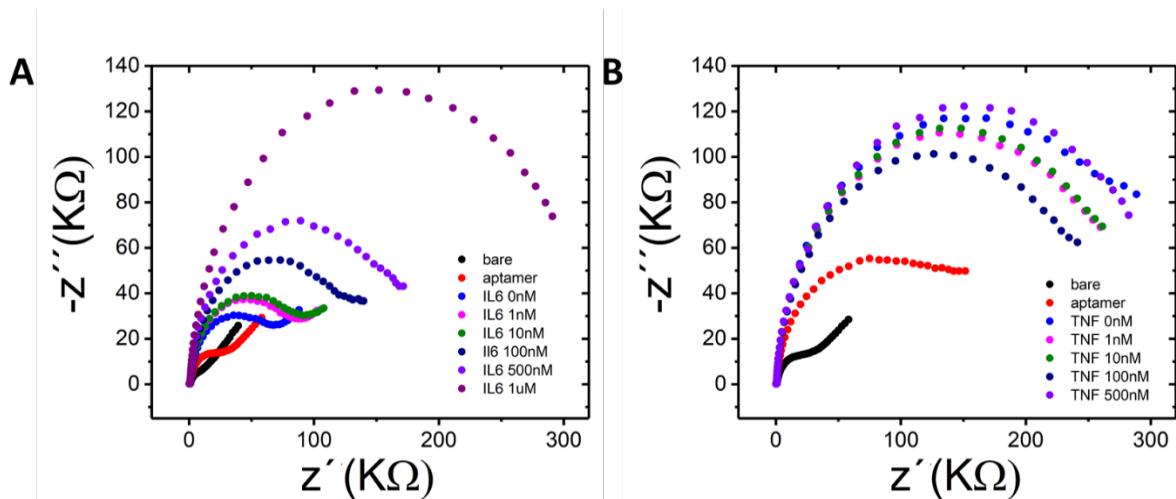 A
140
120
100
80
60
40
20
0
-z´´(KΩ)
0
100
200
300
z´(KΩ)
bare
aptamer
IL6 0nM
IL6 1nM
IL6 10nM
Il6 100nM
IL6 500nM
IL6 1uM
B
140
120
100
80
60
40
20
0
-z´´(KΩ)
0
100
200
300
z´(KΩ)
bare
aptamer
TNF 0nM
TNF 1nM
TNF 10nM
TNF 100nM
TNF 500nM